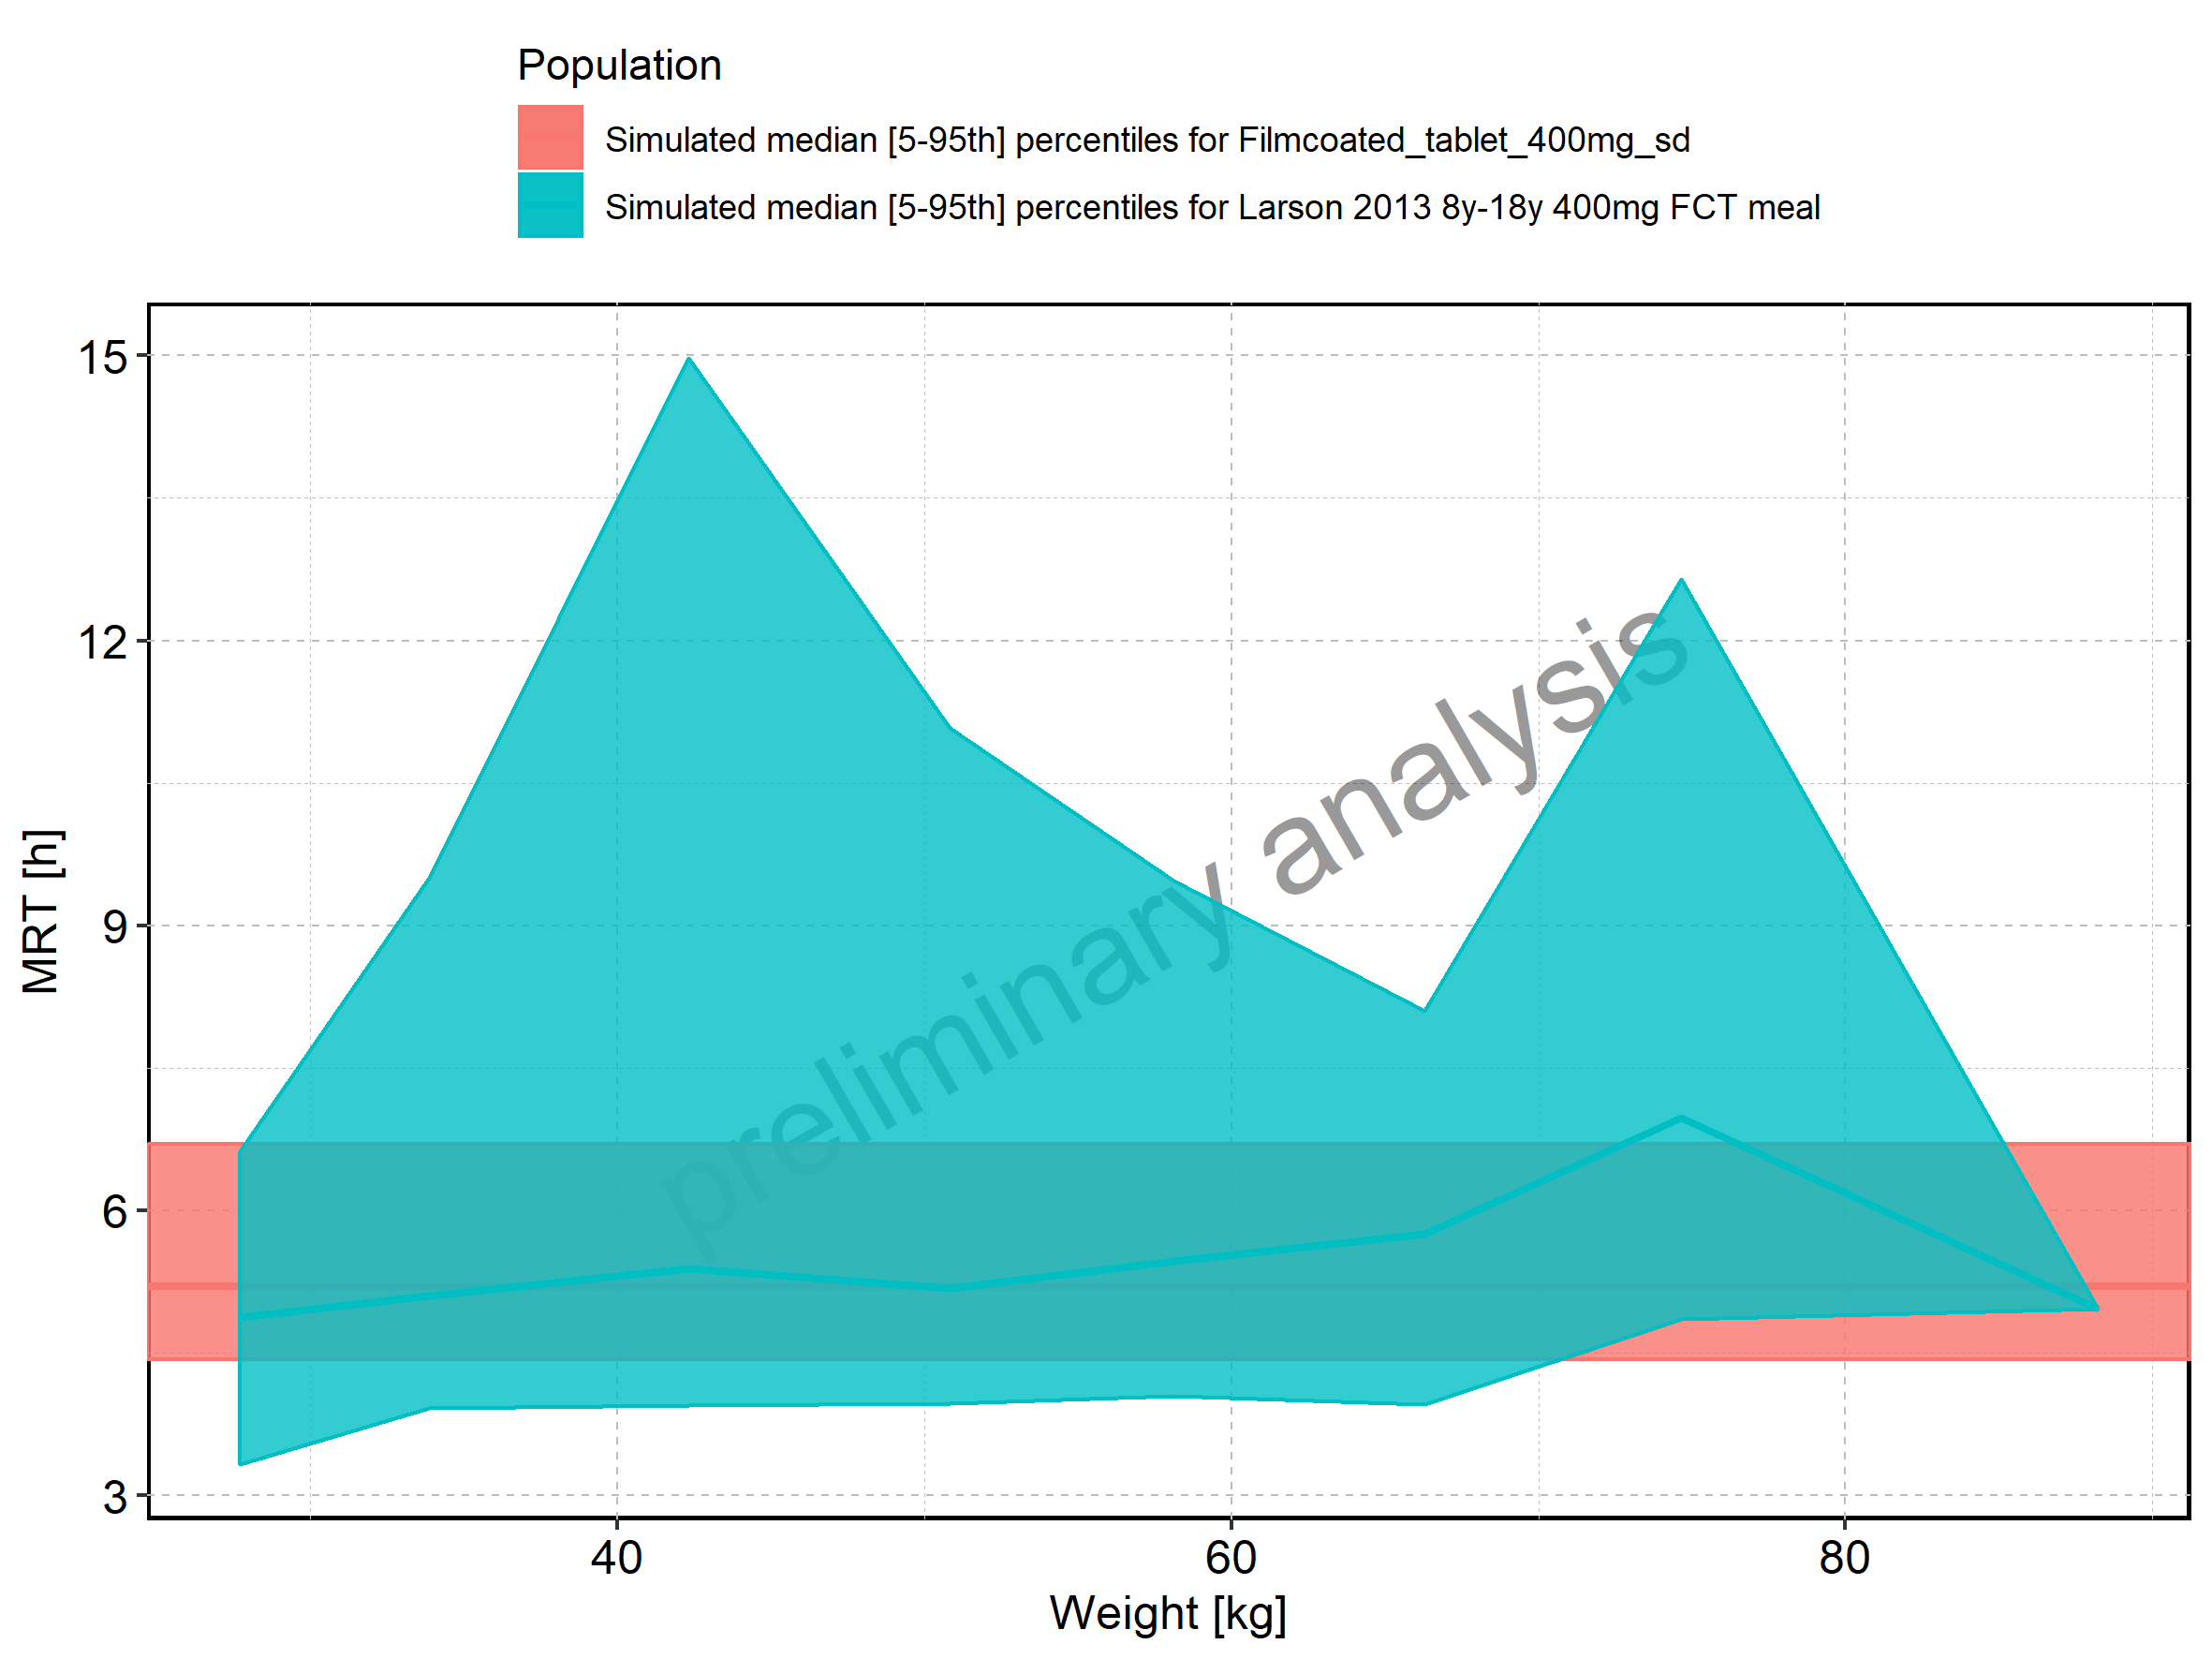 Population
Simulated median [5-95th] percentiles for Filmcoated_tablet_400mg_sd
Simulated median [5-95th] percentiles for Larson 2013 8y-18y 400mg FCT meal
15
12
9
6
3
MRT [h]
preliminary analysis
40 60 80
Weight [kg]